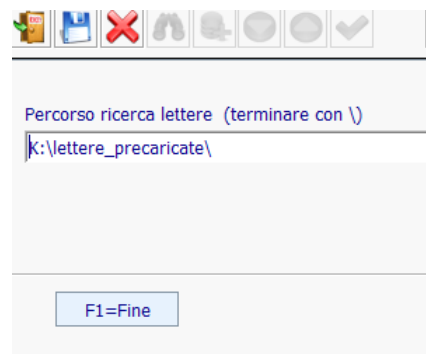 Percorso ricerca lettere (terminare con \)
K:\lettere_precaricate\
F1=Fine